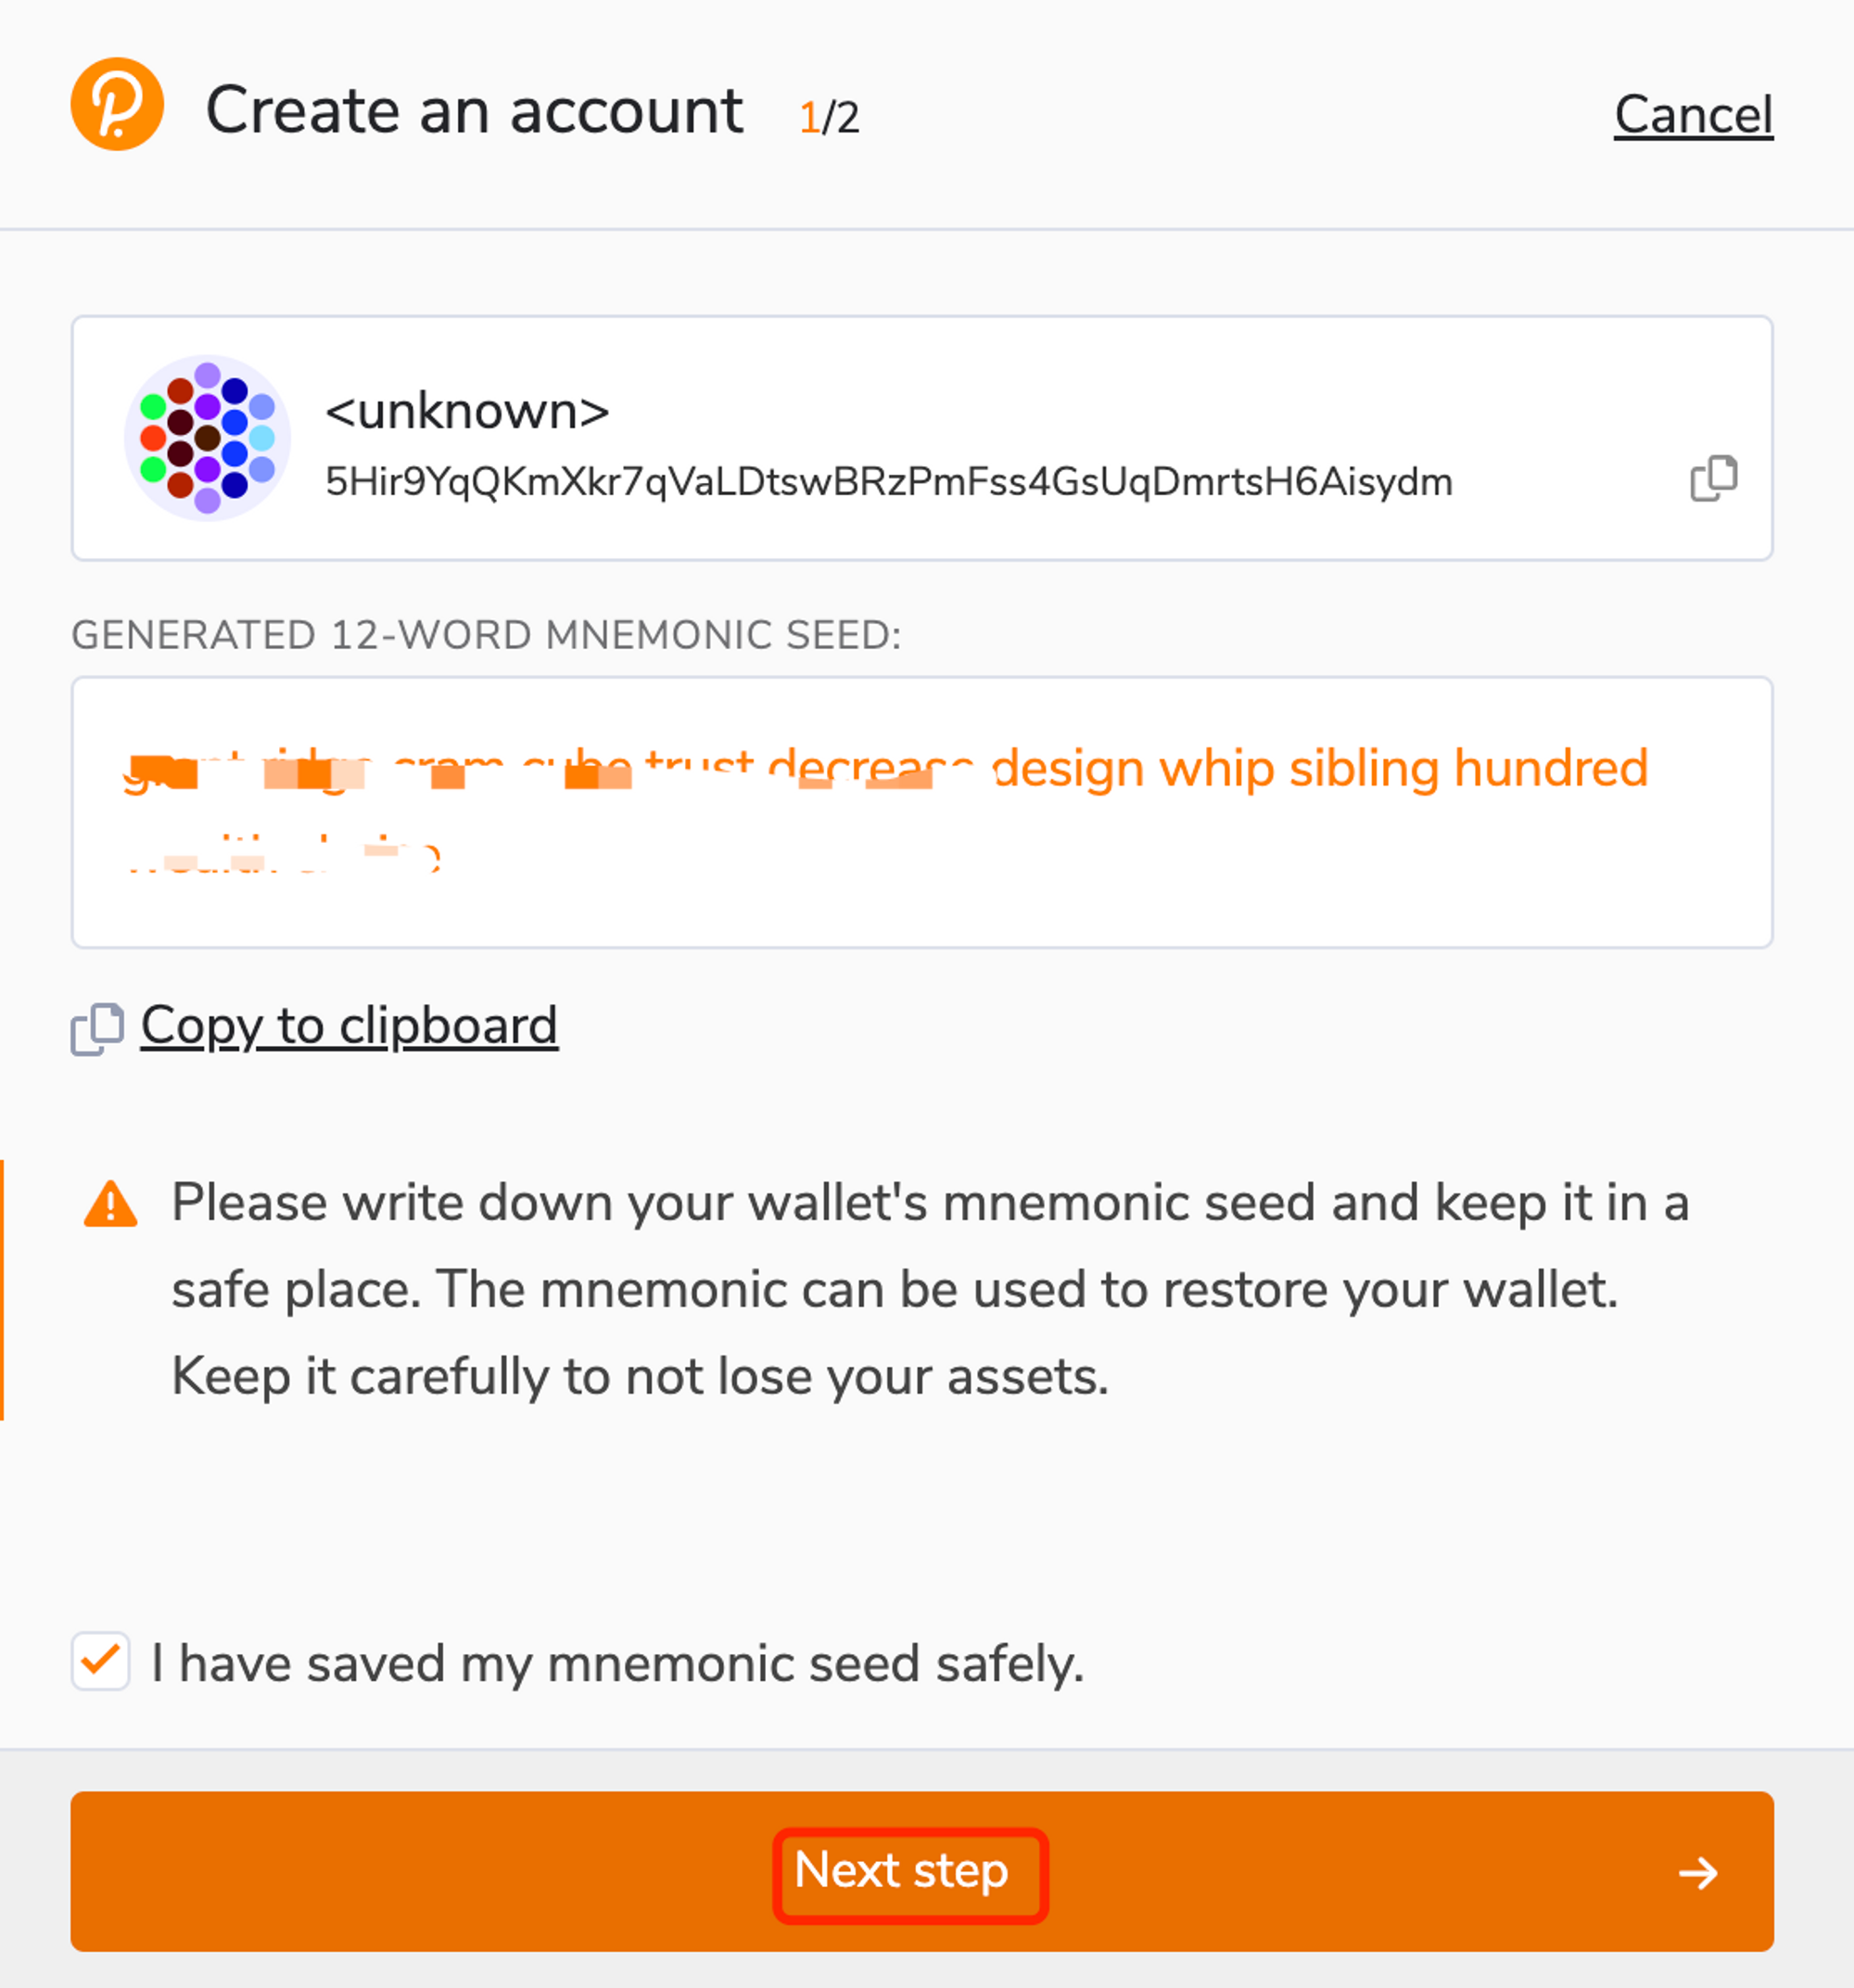 Create an account 1/2 Cancel
<unknown>
5Hir9YqQKmXkr7qVaLDtswBRzPmFss4GsUqDmrtsH6Aisydm
GENERATED 12-WORD MNEMONIC SEED:
design whip sibling hundred
Copy to clipboard
Please write down your wallet's mnemonic seed and keep it in a
safe place. The mnemonic can be used to restore your wallet.
Keep it carefully to not lose your assets.
I have saved my mnemonic seed safely.
Next step